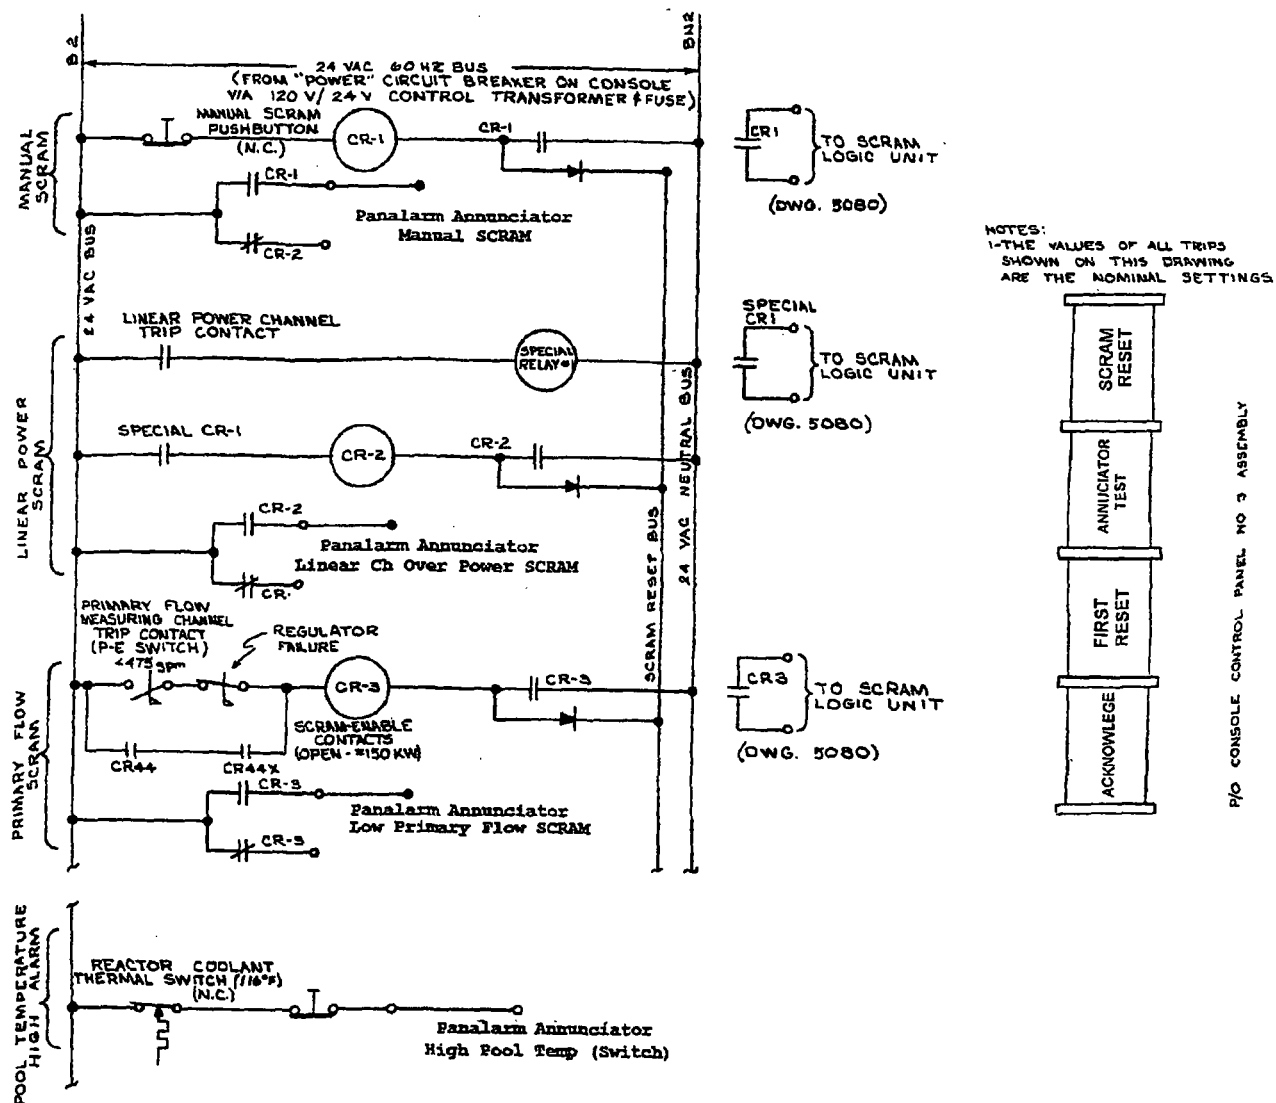 B2
BN2
24 VAC 60 HZ BUS
(FROM "POWER" CIRCUIT BREAKER ON CONSOLE
VIA 120 V/24 V CONTROL TRANSFORMER & FUSE)
MANUAL SCRAM
MANUAL SCRAM
PUSHBUTTON
(N.C.)
CR-1
CR-1
CR-1
Panalarm Annunciator
Manual SCRAM
CR-2
24 VAC BUS
CR1
TO SCRAM
LOGIC UNIT
(DWG. 5080)
NOTES:
1-THE VALUES OF ALL TRIPS
SHOWN ON THIS DRAWING
ARE THE NOMINAL SETTINGS
LINEAR POWER
SCRAM
LINEAR POWER CHANNEL
TRIP CONTACT
SPECIAL
RELAY #1
SPECIAL
CR1
TO SCRAM
LOGIC UNIT
(DWG. 5080)
SPECIAL CR-1
CR-2
CR-2
CR-2
Panalarm Annunciator
Linear Ch Over Power SCRAM
CR-
SCRAM RESET BUS
24 VAC NEUTRAL BUS
PRIMARY FLOW
SCRAM
PRIMARY FLOW
MEASURING CHANNEL
TRIP CONTACT
(P-E SWITCH)
<475 gpm
REGULATOR
FAILURE
CR-3
CR-3
SCRAM-ENABLE
CONTACTS
(OPEN - ≈150 KW)
CR44
CR44X
CR-3
Panalarm Annunciator
Low Primary Flow SCRAM
CR-3
CR3
TO SCRAM
LOGIC UNIT
(DWG. 5080)
POOL TEMPERATURE
HIGH ALARM
REACTOR COOLANT
THERMAL SWITCH (116°F)
(N.C.)
Panalarm Annunciator
High Pool Temp (Switch)
SCRAM
RESET
ANNUCIATOR
TEST
FIRST
RESET
ACKNOWLEGE
P/O CONSOLE CONTROL PANEL NO 3 ASSEMBLY